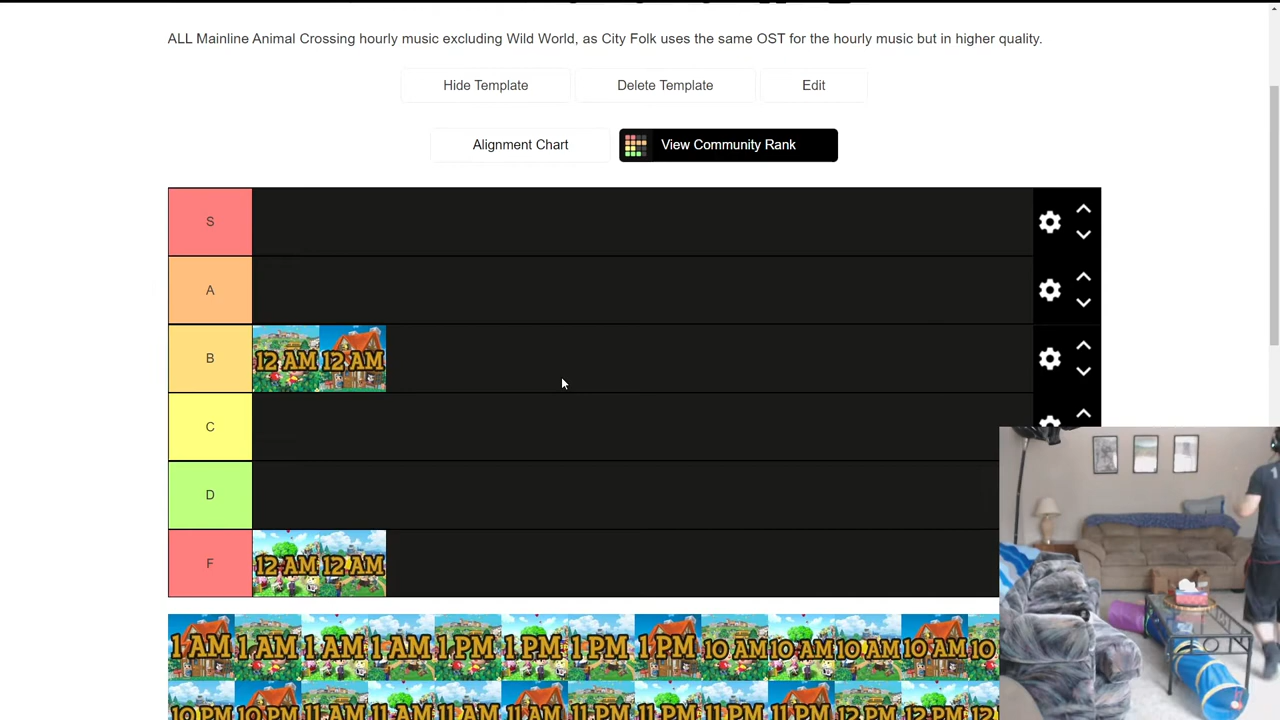 ALL Mainline Animal Crossing hourly music excluding Wild World, as City Folk uses the same OST for the hourly music but in higher quality.
Hide Template Delete Template Edit
Alignment Chart View Community Rank
S
A
B 12 AM 12 AM
C
D
F 12 AM 12 AM
1 AM 1 AM 1 AM 1 AM 1 PM 1 PM 1 PM 1 PM 10 AM 10 AM 10 AM 10 AM 10
10 PM 10 PM 11 AM 11 AM 11 AM 11 AM 11 PM 11 PM 11 PM 11 PM 12 PM 12 PM 12